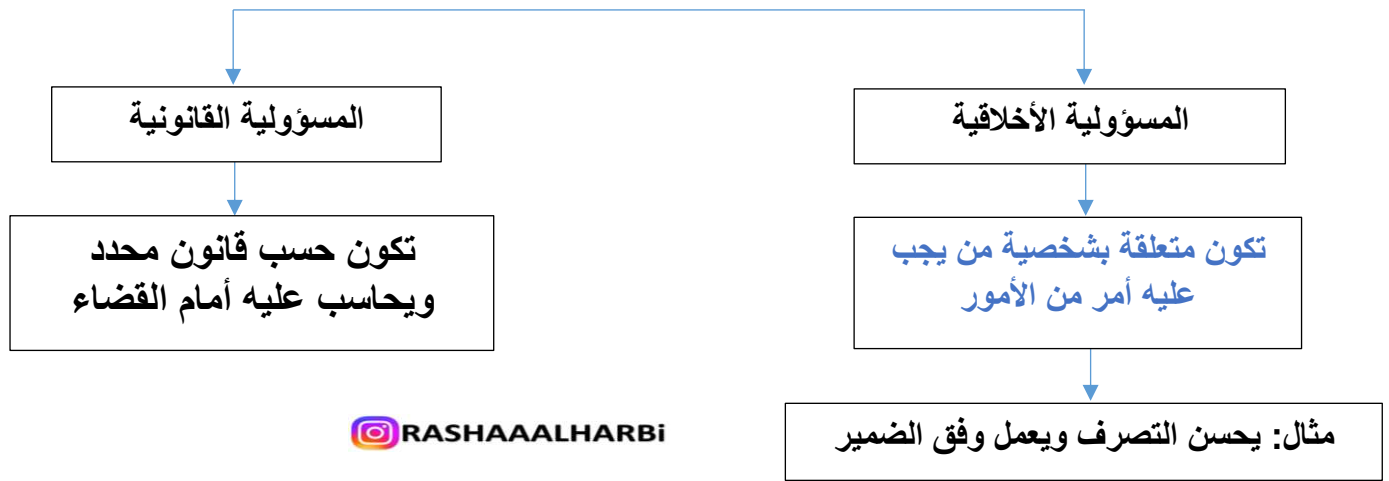 المسؤولية الأخلاقية
المسؤولية القانونية
تكون متعلقة بشخصية من يجب
عليه أمر من الأمور
تكون حسب قانون محدد
ويحاسب عليه أمام القضاء
مثال: يحسن التصرف ويعمل وفق الضمير
RASHAAALHARBi